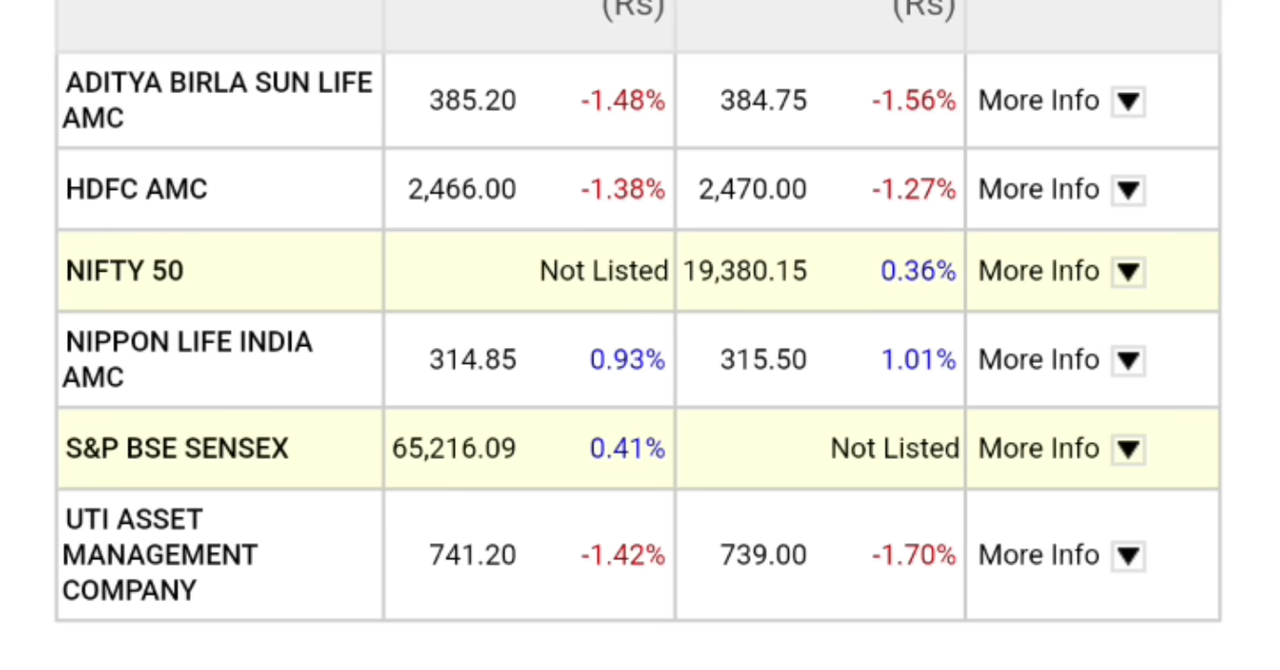 (Rs) (Rs)
ADITYA BIRLA SUN LIFE
AMC 385.20 -1.48% 384.75 -1.56% More Info
HDFC AMC 2,466.00 -1.38% 2,470.00 -1.27% More Info
NIFTY 50 Not Listed 19,380.15 0.36% More Info
NIPPON LIFE INDIA
AMC 314.85 0.93% 315.50 1.01% More Info
S&P BSE SENSEX 65,216.09 0.41% Not Listed More Info
UTI ASSET
MANAGEMENT 741.20 -1.42% 739.00 -1.70% More Info
COMPANY